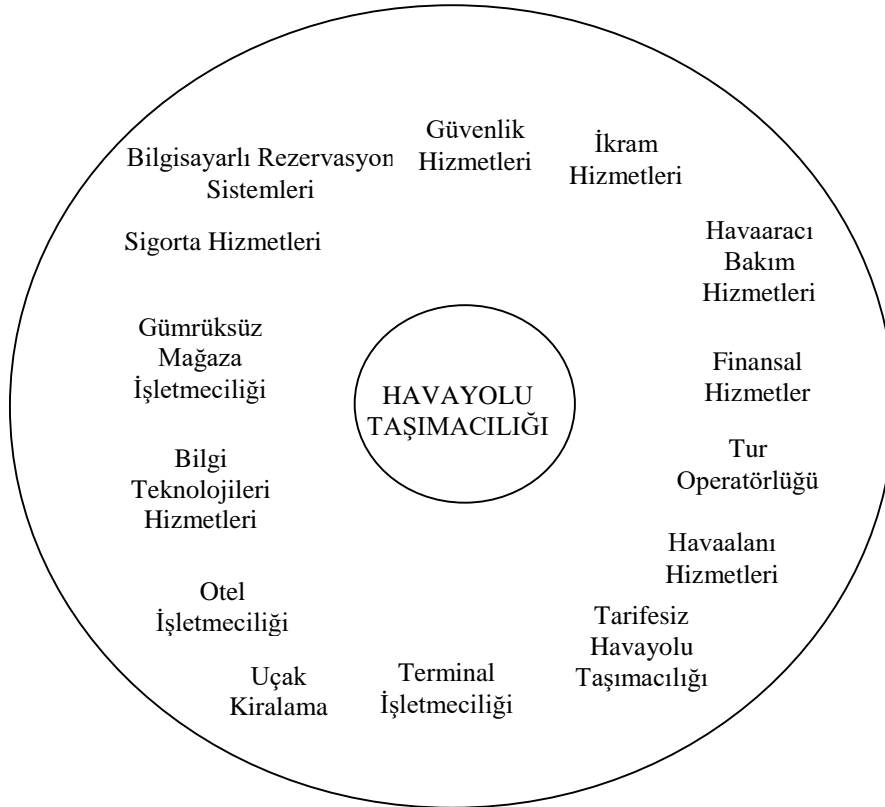 Güvenlik
Hizmetleri
İkram
Hizmetleri
Bilgisayarlı Rezervasyon
Sistemleri
Sigorta Hizmetleri
Havaaracı
Bakım
Hizmetleri
Gümrüksüz
Mağaza
İşletmeciliği
Finansal
Hizmetler
HAVAYOLU
TAŞIMACILIĞI
Bilgi
Teknolojileri
Hizmetleri
Tur
Operatörlüğü
Havaalanı
Hizmetleri
Otel
İşletmeciliği
Tarifesiz
Havayolu
Taşımacılığı
Uçak
Kiralama
Terminal
İşletmeciliği